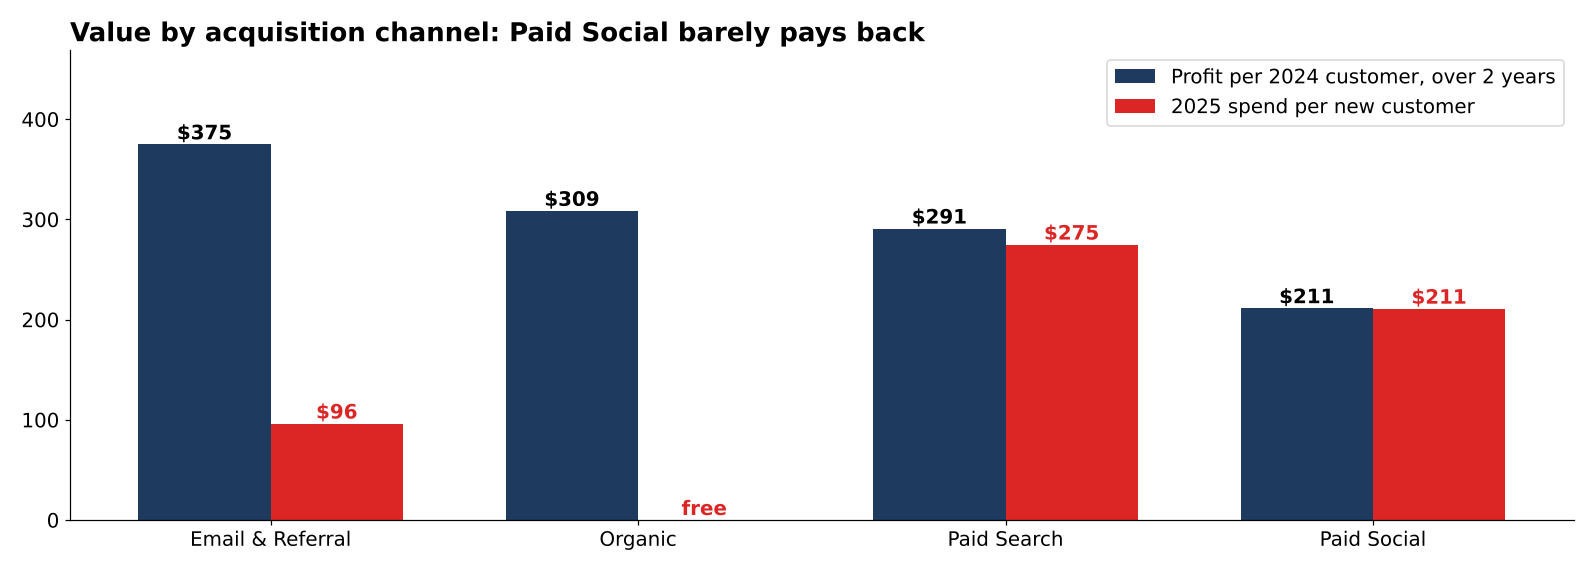 Value by acquisition channel: Paid Social barely pays back
Profit per 2024 customer, over 2 years
2025 spend per new customer
400
300
200
100
0
$375
$96
$309
free
$291
$275
$211
$211
Email & Referral
Organic
Paid Search
Paid Social